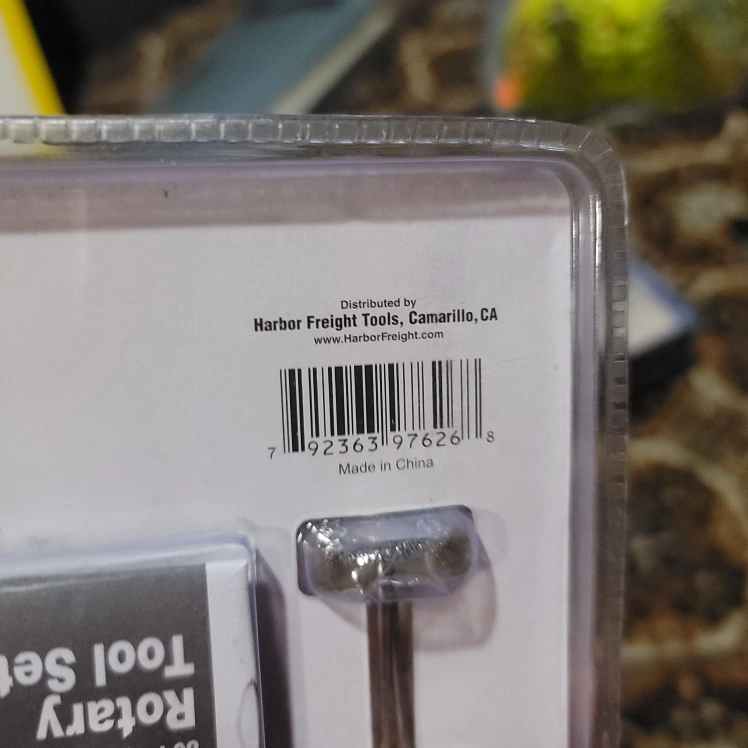 Distributed by
Harbor Freight Tools, Camarillo, CA
www.HarborFreight.com
7 92363 97626 8
Made in China
Rotary
Tool Set